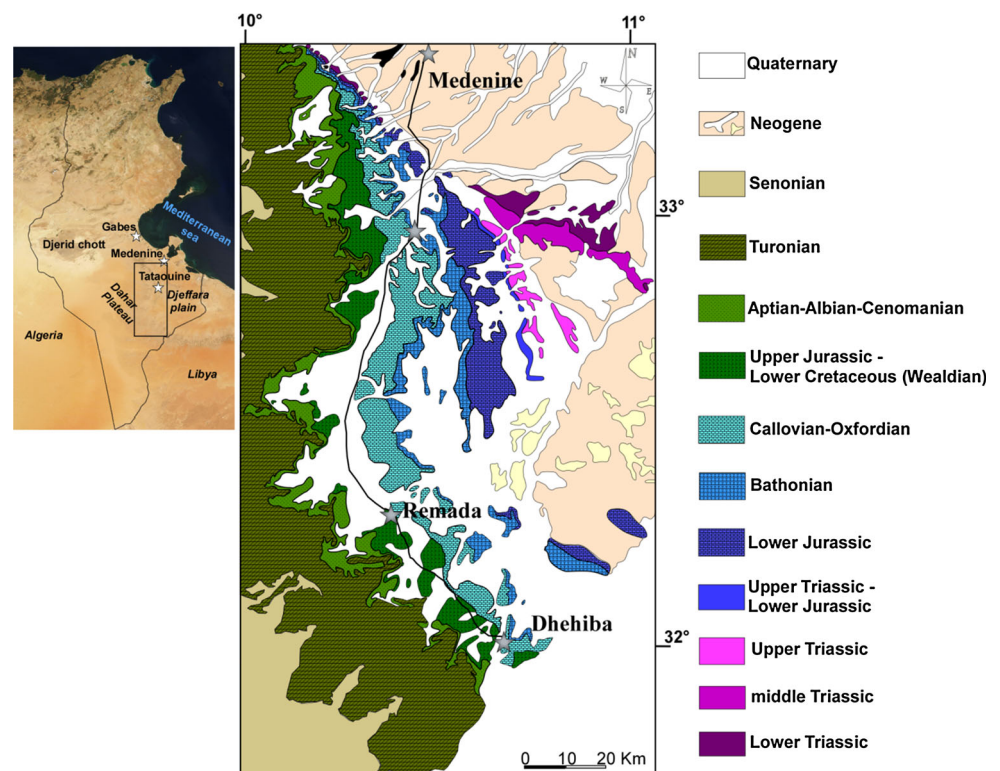 10°
11°
N
W
E
S
Medenine
33°
Remada
Dhehiba
32°
0 10 20 Km
Gabes
Mediterranean
sea
Djerid chott
Medenine
Tataouine
Dahar
Plateau
Djeffara
plain
Algeria
Libya
Quaternary
Neogene
Senonian
Turonian
Aptian-Albian-Cenomanian
Upper Jurassic -
Lower Cretaceous (Wealdian)
Callovian-Oxfordian
Bathonian
Lower Jurassic
Upper Triassic -
Lower Jurassic
Upper Triassic
middle Triassic
Lower Triassic